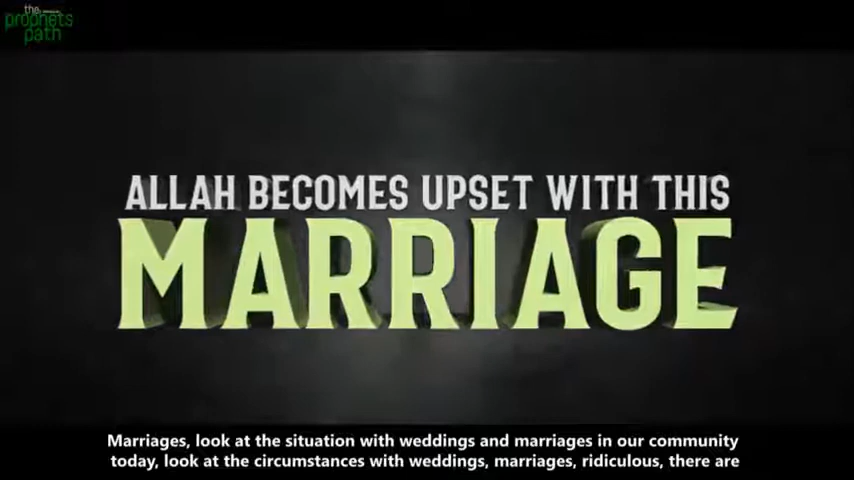 the
prophets
path
ALLAH BECOMES UPSET WITH THIS
MARRIAGE
Marriages, look at the situation with weddings and marriages in our community
today, look at the circumstances with weddings, marriages, ridiculous, there are